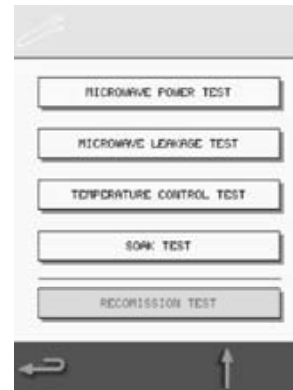 MICROWAVE POWER TEST
MICROWAVE LEAKAGE TEST
TEMPERATURE CONTROL TEST
SOAK TEST
RECOMISSION TEST